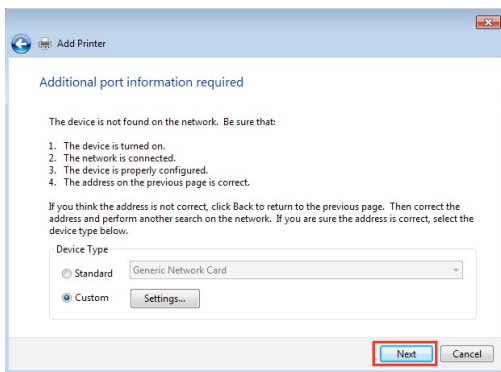 Add Printer
Additional port information required
The device is not found on the network. Be sure that:
1. The device is turned on.
2. The network is connected.
3. The device is properly configured.
4. The address on the previous page is correct.
If you think the address is not correct, click Back to return to the previous page. Then correct the
address and perform another search on the network. If you are sure the address is correct, select the
device type below.
Device Type
Standard
Generic Network Card
Custom
Settings...
Next
Cancel